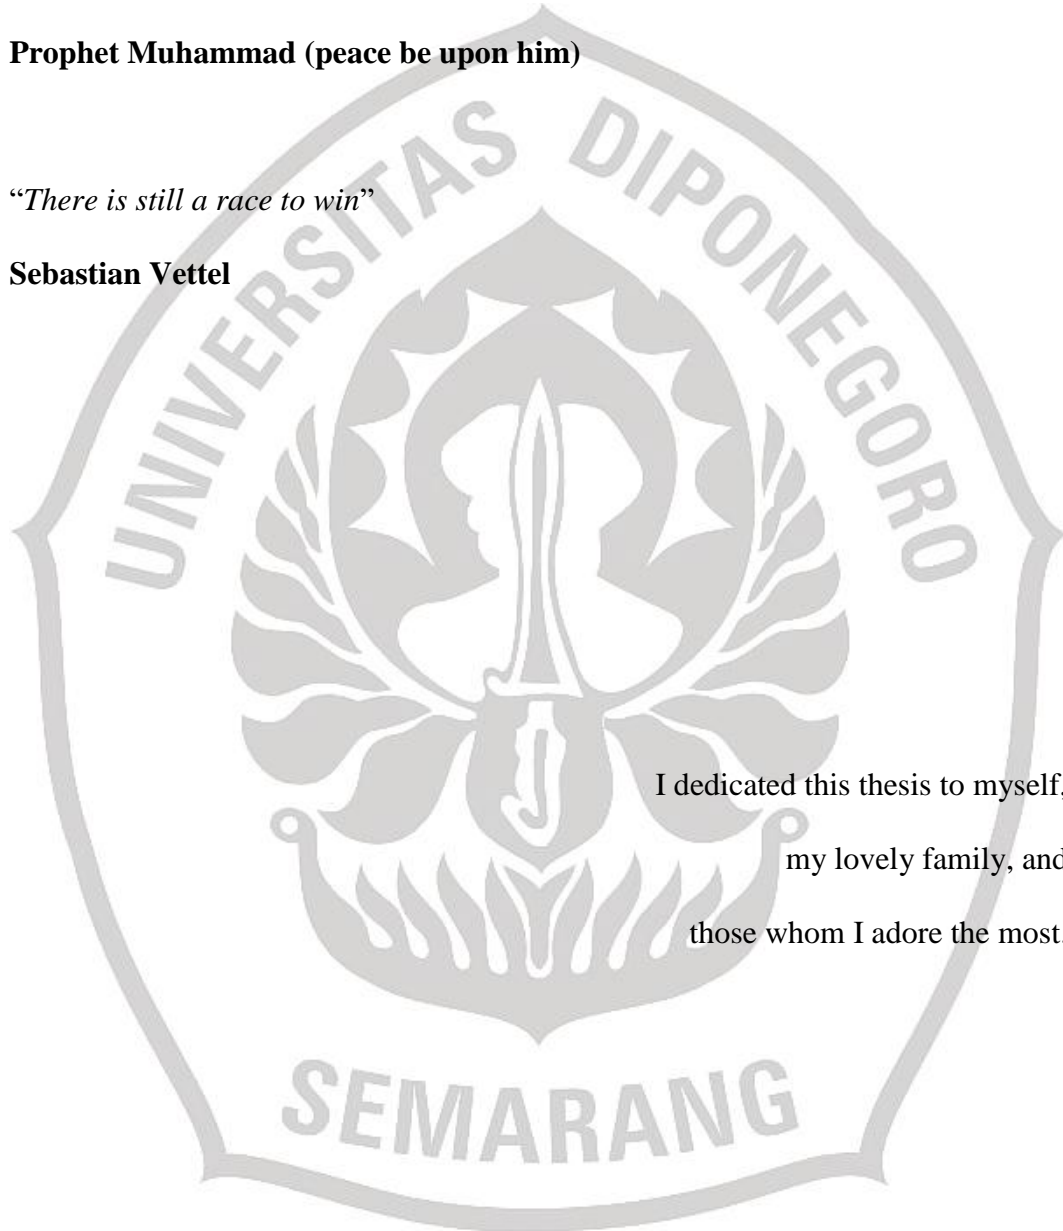 Prophet Muhammad (peace be upon him)
“There is still a race to win”
Sebastian Vettel
UNIVERSITAS DIPONEGORO
I dedicated this thesis to myself,
my lovely family, and
those whom I adore the most.
SEMARANG